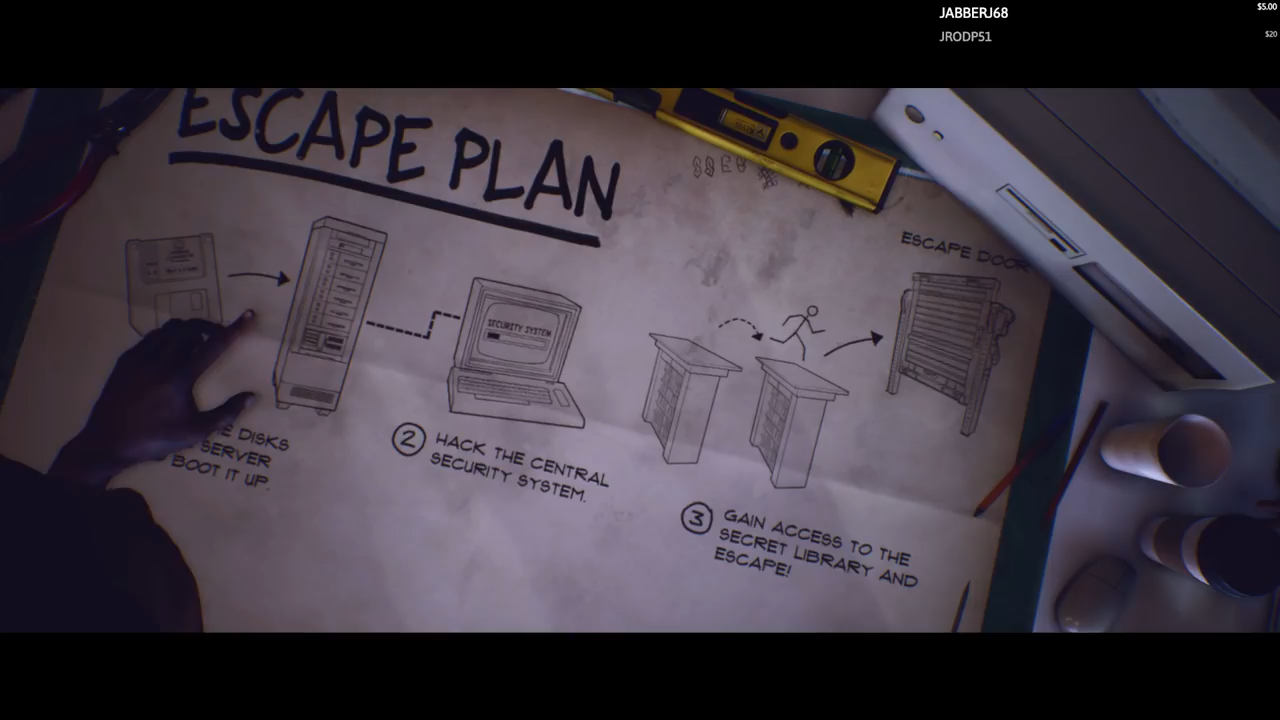 JABBERJ68
$5.00
JRODP51
$20
ESCAPE PLAN
ESCAPE DOOR
SECURITY SYSTEM
DISKS
SERVER
BOOT IT UP.
2 HACK THE CENTRAL
SECURITY SYSTEM.
3 GAIN ACCESS TO THE
SECRET LIBRARY AND
ESCAPE!